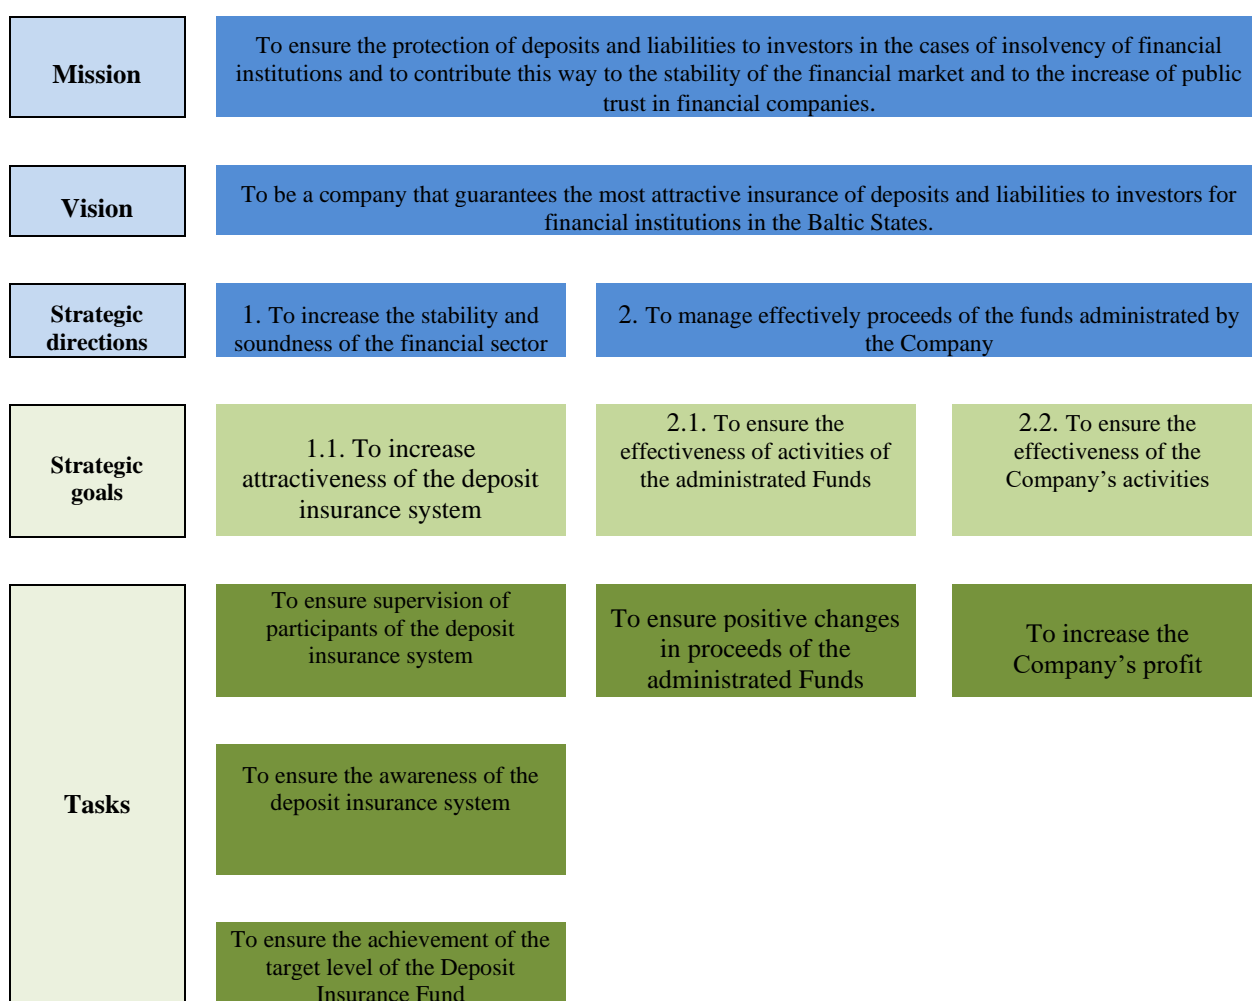 Mission
To ensure the protection of deposits and liabilities to investors in the cases of insolvency of financial
institutions and to contribute this way to the stability of the financial market and to the increase of public
trust in financial companies.
Vision
To be a company that guarantees the most attractive insurance of deposits and liabilities to investors for
financial institutions in the Baltic States.
Strategic
directions
1. To increase the stability and
soundness of the financial sector
2. To manage effectively proceeds of the funds administrated by
the Company
Strategic
goals
1.1. To increase
attractiveness of the deposit
insurance system
2.1. To ensure the
effectiveness of activities of
the administrated Funds
2.2. To ensure the
effectiveness of the
Company’s activities
Tasks
To ensure supervision of
participants of the deposit
insurance system
To ensure positive changes
in proceeds of the
administrated Funds
To increase the
Company’s profit
To ensure the awareness of the
deposit insurance system
To ensure the achievement of the
target level of the Deposit
Insurance Fund